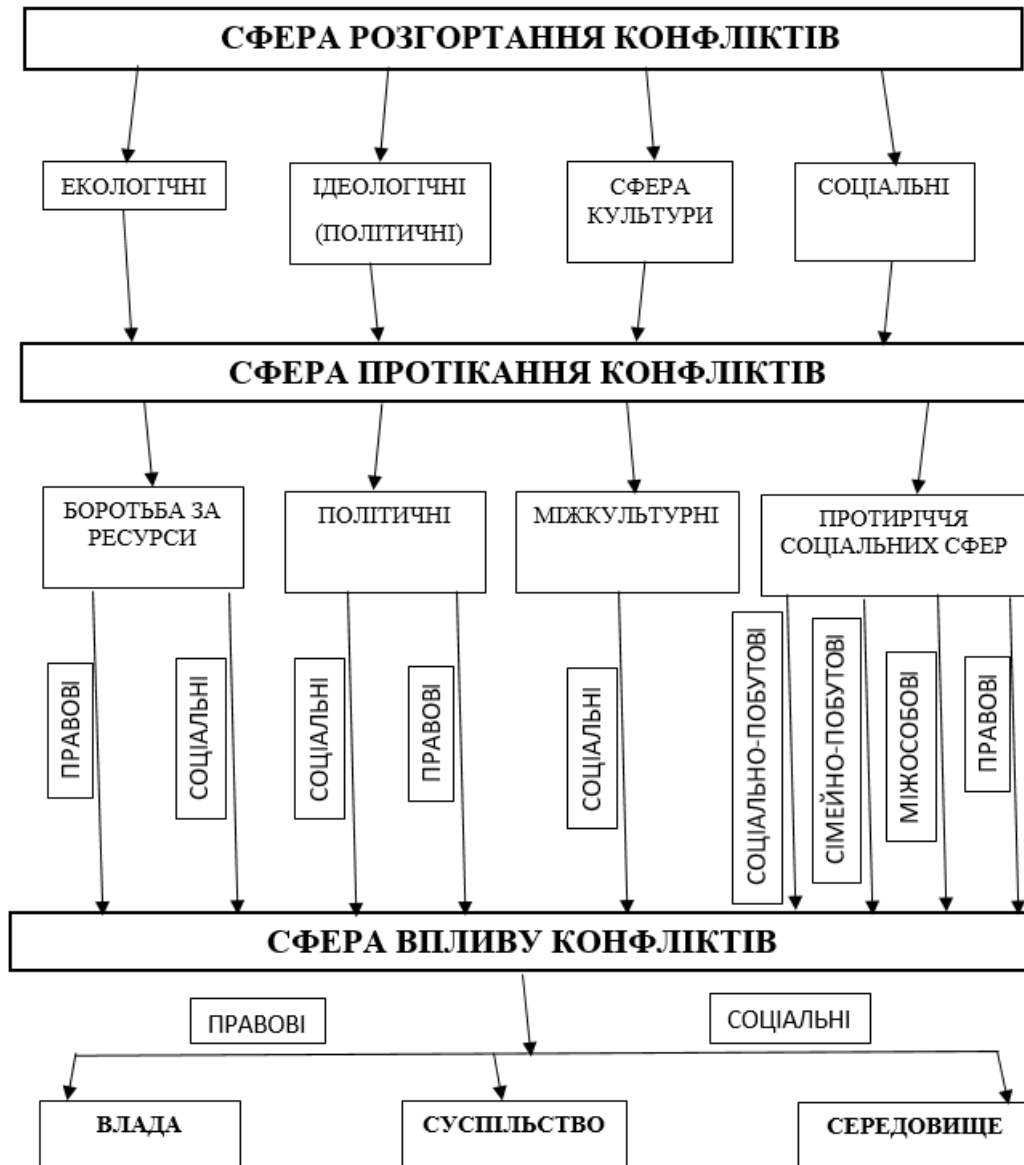 СФЕРА РОЗГОРТАННЯ КОНФЛІКТІВ
ЕКОЛОГІЧНІ
ІДЕОЛОГІЧНІ
(ПОЛІТИЧНІ)
СФЕРА
КУЛЬТУРИ
СОЦІАЛЬНІ
СФЕРА ПРОТІКАННЯ КОНФЛІКТІВ
БОРОТЬБА ЗА
РЕСУРСИ
ПОЛІТИЧНІ
МІЖКУЛЬТУРНІ
ПРОТИРІЧЧЯ
СОЦІАЛЬНИХ СФЕР
ПРАВОВІ
СОЦІАЛЬНІ
СОЦІАЛЬНІ
ПРАВОВІ
СОЦІАЛЬНІ
СОЦІАЛЬНО-ПОБУТОВІ
СІМЕЙНО-ПОБУТОВІ
МІЖОСОБОВІ
ПРАВОВІ
СФЕРА ВПЛИВУ КОНФЛІКТІВ
ПРАВОВІ
СОЦІАЛЬНІ
ВЛАДА
СУСПІЛЬСТВО
СЕРЕДОВИЩЕ